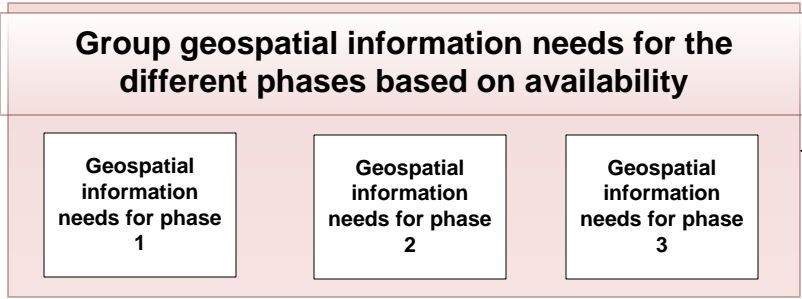 Group geospatial information needs for the
different phases based on availability
Geospatial
information
needs for phase
1
Geospatial
information
needs for phase
2
Geospatial
information
needs for phase
3